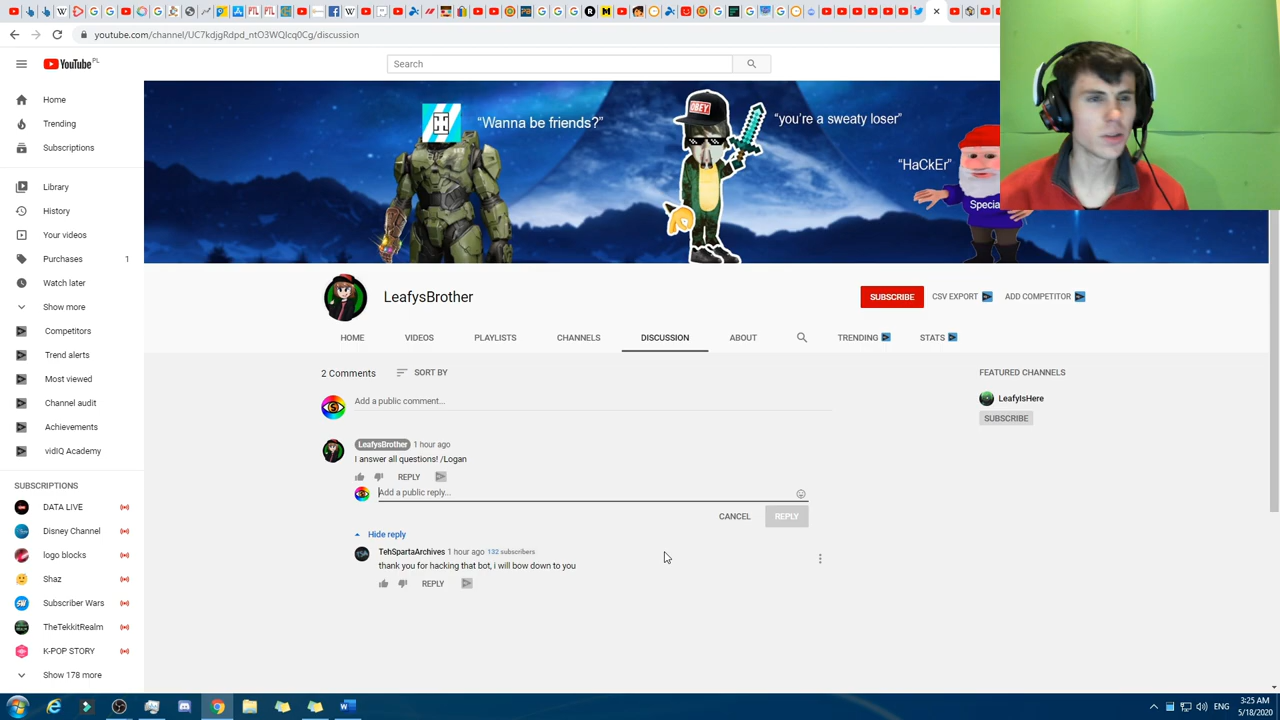 youtube.com/channel/UC7kdjgRdpd_ntO3WQlcq0Cg/discussion
YouTube PL
Search
Home
Trending
Subscriptions
Library
History
Your videos
Purchases 1
Watch later
Show more
Competitors
Trend alerts
Most viewed
Channel audit
Achievements
vidIQ Academy
SUBSCRIPTIONS
DATA LIVE
Disney Channel
logo blocks
Shaz
Subscriber Wars
TheTekkitRealm
K-POP STORY
Show 178 more
“Wanna be friends?”
OBEY
“you’re a sweaty loser”
“HaCkEr”
Special
LeafysBrother
SUBSCRIBE CSV EXPORT ADD COMPETITOR
HOME VIDEOS PLAYLISTS CHANNELS DISCUSSION ABOUT TRENDING STATS
2 Comments SORT BY
Add a public comment...
LeafysBrother 1 hour ago
I answer all questions! /Logan
REPLY
Add a public reply...
CANCEL REPLY
Hide reply
TehSpartaArchives 1 hour ago 132 subscribers
thank you for hacking that bot, i will bow down to you
REPLY
FEATURED CHANNELS
LeafyIsHere
SUBSCRIBE
ENG
3:25 AM
5/18/2020